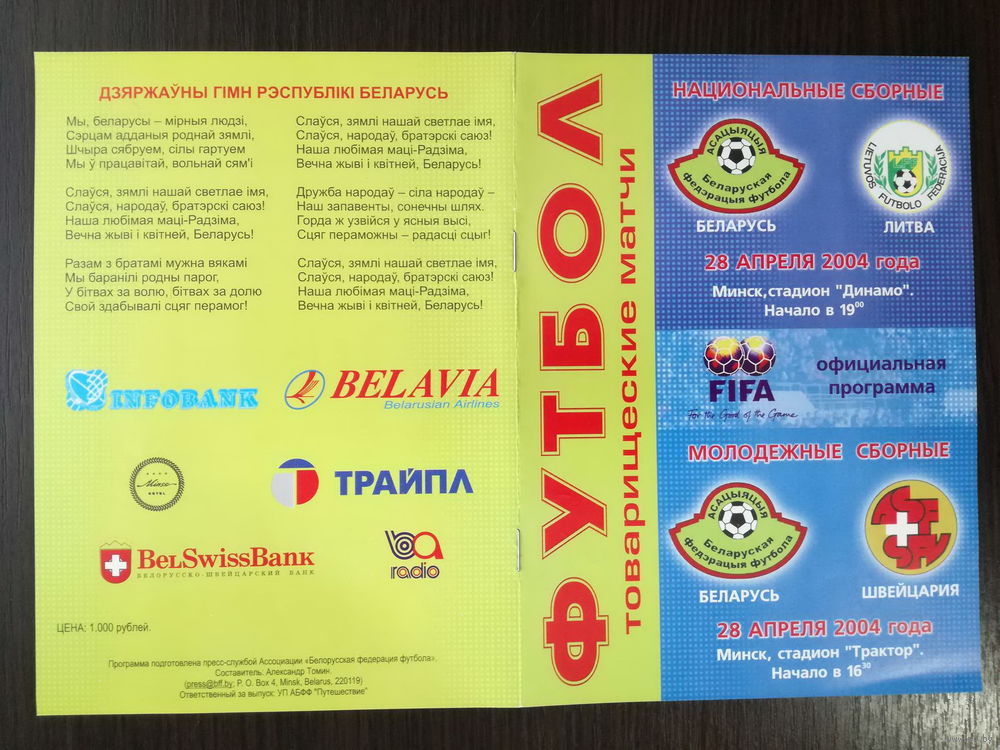 ДЗЯРЖАЎНЫ ГІМН РЭСПУБЛІКІ БЕЛАРУСЬ
Мы, беларусы – мірныя людзі,
Сэрцам адданыя роднай зямлі,
Шчыра сябруем, сілы гартуем
Мы ў працавітай, вольнай сям'і
Слаўся, зямлі нашай светлае імя,
Слаўся, народаў, братэрскі саюз!
Наша любімая маці-Радзіма,
Вечна жыві і квітней, Беларусь!
Разам з братамі мужна вякамі
Мы баранілі родны парог,
У бітвах за волю, бітвах за долю
Свой здабывалі сцяг перамог!
Слаўся, зямлі нашай светлае імя,
Слаўся, народаў, братэрскі саюз!
Наша любімая маці-Радзіма,
Вечна жыві і квітней, Беларусь!
Дружба народаў – сіла народаў –
Наш запаветны, сонечны шлях.
Горда ж узвійся у ясныя высі,
Сцяг пераможны – радасці сцыг!
Слаўся, зямлі нашай светлае імя,
Слаўся, народаў, братэрскі саюз!
Наша любімая маці-Радзіма,
Вечна жыві і квітней, Беларусь!
INFOBANK
BELAVIA
Belarusian Airlines
Minsk
HOTEL
ТРАЙПЛ
BELSWISSBANK
БЕЛОРУССКО-ШВЕЙЦАРСКИЙ БАНК
ba
radio
ЦЕНА: 1.000 рублей.
Программа подготовлена пресс-службой Ассоциации «Белорусская федерация футбола».
Составитель: Александр Томин.
(press@bff.by; P. O. Box 4, Minsk, Belarus, 220119)
Ответственный за выпуск: УП АБФФ "Путешествие"
ФУТБОЛ
товарищеские матчи
НАЦИОНАЛЬНЫЕ СБОРНЫЕ
АСАЦЫЯЦЫЯ
Беларуская
федэрацыя футбола
LIETUVOS
FUTBOLO FEDERACIJA
БЕЛАРУСЬ
ЛИТВА
28 АПРЕЛЯ 2004 года
Минск,стадион "Динамо".
Начало в 19⁰⁰
FIFA
For the Good of the Game
официальная
программа
МОЛОДЕЖНЫЕ СБОРНЫЕ
АСАЦЫЯЦЫЯ
Беларуская
федэрацыя футбола
ASF
SFV
БЕЛАРУСЬ
ШВЕЙЦАРИЯ
28 АПРЕЛЯ 2004 года
Минск, стадион "Трактор".
Начало в 16³⁰